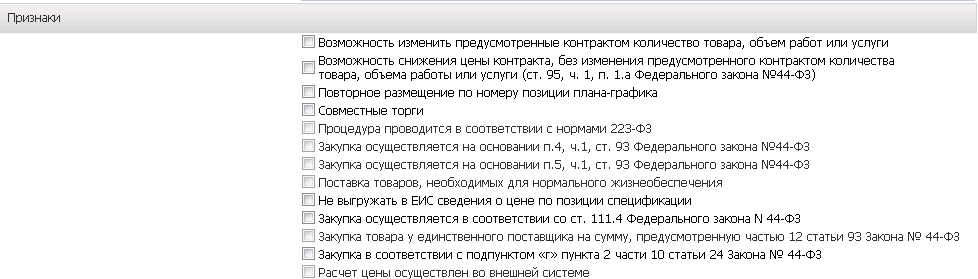 Признаки
Возможность изменить предусмотренные контрактом количество товара, объем работ или услуги
Возможность снижения цены контракта, без изменения предусмотренного контрактом количества
товара, объема работы или услуги (ст. 95, ч. 1, п. 1.а Федерального закона №44-ФЗ)
Повторное размещение по номеру позиции плана-графика
Совместные торги
Процедура проводится в соответствии с нормами 223-ФЗ
Закупка осуществляется на основании п.4, ч.1, ст. 93 Федерального закона №44-ФЗ
Закупка осуществляется на основании п.5, ч.1, ст. 93 Федерального закона №44-ФЗ
Поставка товаров, необходимых для нормального жизнеобеспечения
Не выгружать в ЕИС сведения о цене по позиции спецификации
Закупка осуществляется в соответствии со ст. 111.4 Федерального закона N 44-ФЗ
Закупка товара у единственного поставщика на сумму, предусмотренную частью 12 статьи 93 Закона № 44-ФЗ
Закупка в соответствии с подпунктом «г» пункта 2 части 10 статьи 24 Закона № 44-ФЗ
Расчет цены осуществлен во внешней системе